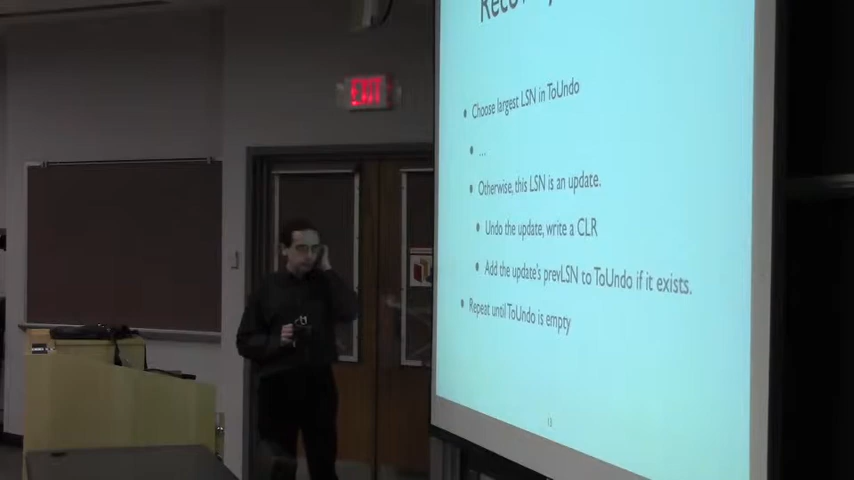 EXIT
• Choose largest LSN in ToUndo
• ...
• Otherwise, this LSN is an update.
• Undo the update, write a CLR
• Add the update's prevLSN to ToUndo if it exists.
• Repeat until ToUndo is empty
13